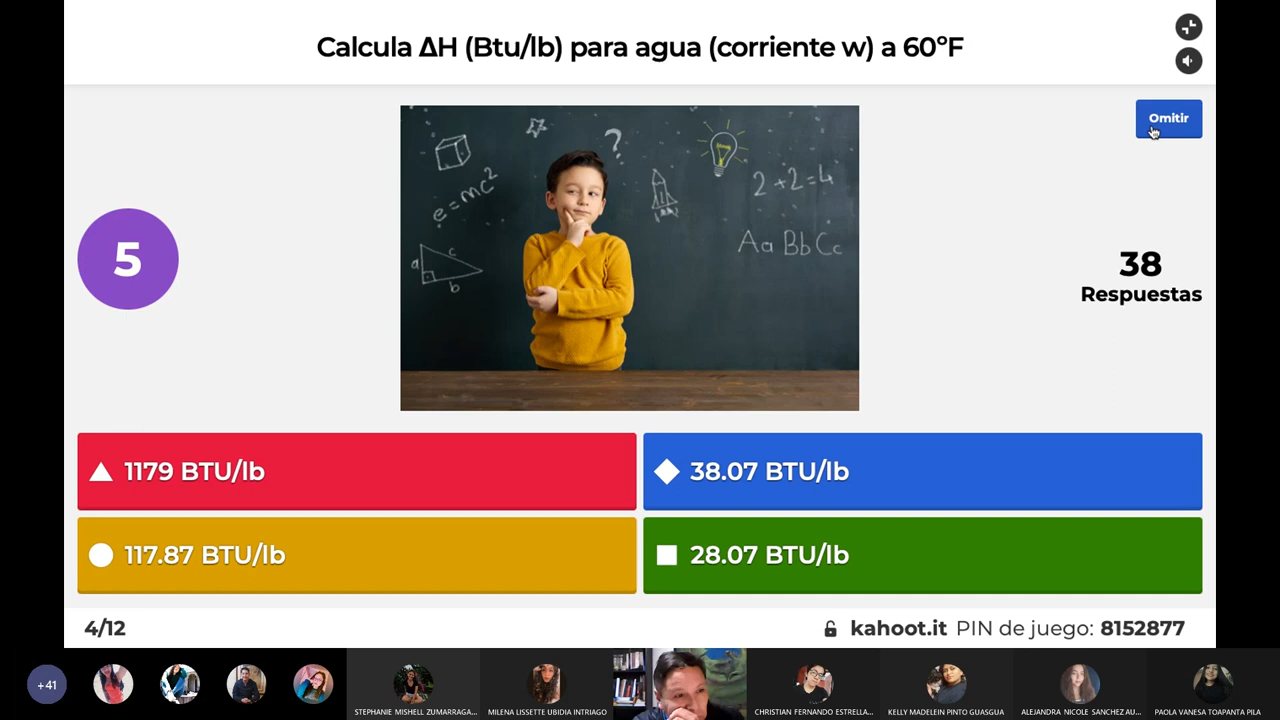 Calcula ΔH (Btu/lb) para agua (corriente w) a 60ºF
Omitir
e=mc²
?
2+2=4
Aa Bb Cc
a
c
b
5
38
Respuestas
1179 BTU/lb
38.07 BTU/lb
117.87 BTU/lb
28.07 BTU/lb
4/12
kahoot.it PIN de juego: 8152877
+41
STEPHANIE MISHELL ZUMARRAGA...
MILENA LISSETTE UBIDIA INTRIAGO
CHRISTIAN FERNANDO ESTRELLA...
KELLY MADELEIN PINTO GUASGUA
ALEJANDRA NICOLE SANCHEZ AU...
PAOLA VANESA TOAPANTA PILA